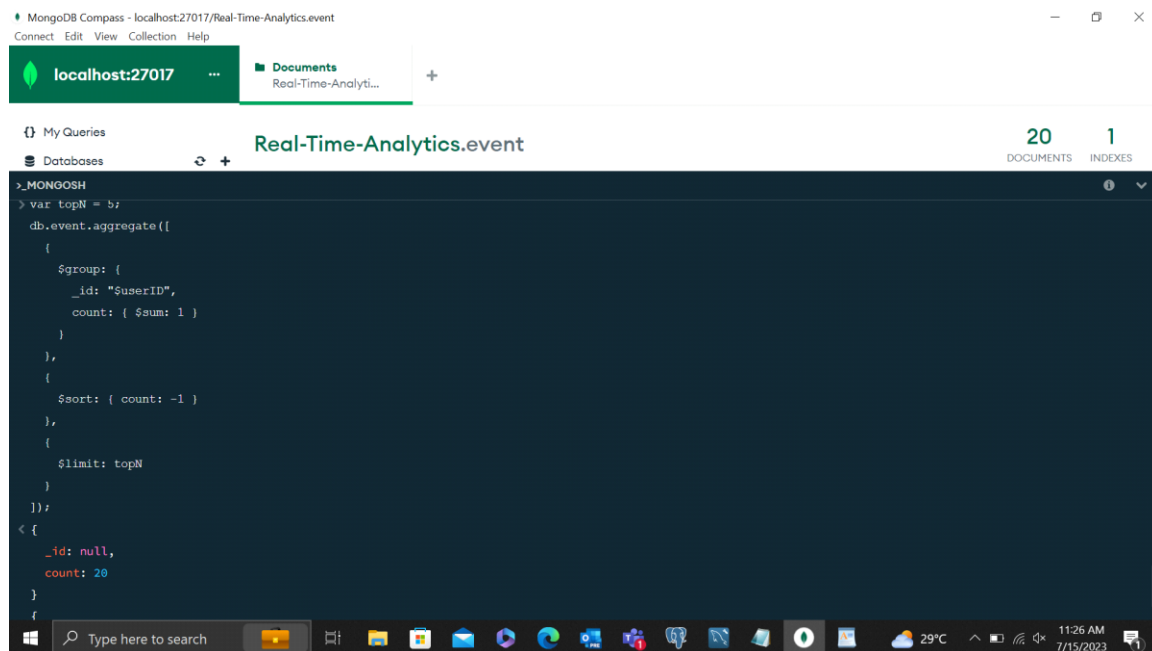 MongoDB Compass - localhost:27017/Real-Time-Analytics.event
Connect Edit View Collection Help
localhost:27017 ...
Documents
Real-Time-Analyti...
{} My Queries
Databases
Real-Time-Analytics.event
20
DOCUMENTS
1
INDEXES
>_MONGOSH
> var topN = 5;
db.event.aggregate([
{
$group: {
_id: "$userID",
count: { $sum: 1 }
}
},
{
$sort: { count: -1 }
},
{
$limit: topN
}
]);
< {
_id: null,
count: 20
}
{
Type here to search
29°C
11:26 AM
7/15/2023